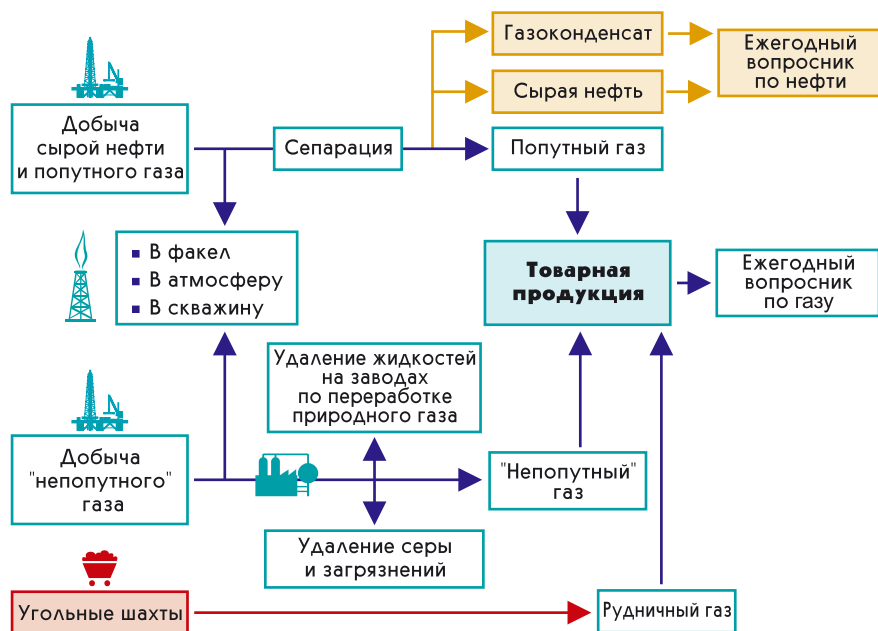 Газоконденсат
Ежегодный
вопросник
по нефти
Сырая нефть
Добыча
сырой нефти
и попутного газа
Сепарация
Попутный газ
В факел
В атмосферу
В скважину
Товарная
продукция
Ежегодный
вопросник
по газу
Удаление жидкостей
на заводах
по переработке
природного газа
Добыча
"непопутного"
газа
"Непопутный"
газ
Удаление серы
и загрязнений
Угольные шахты
Рудничный газ